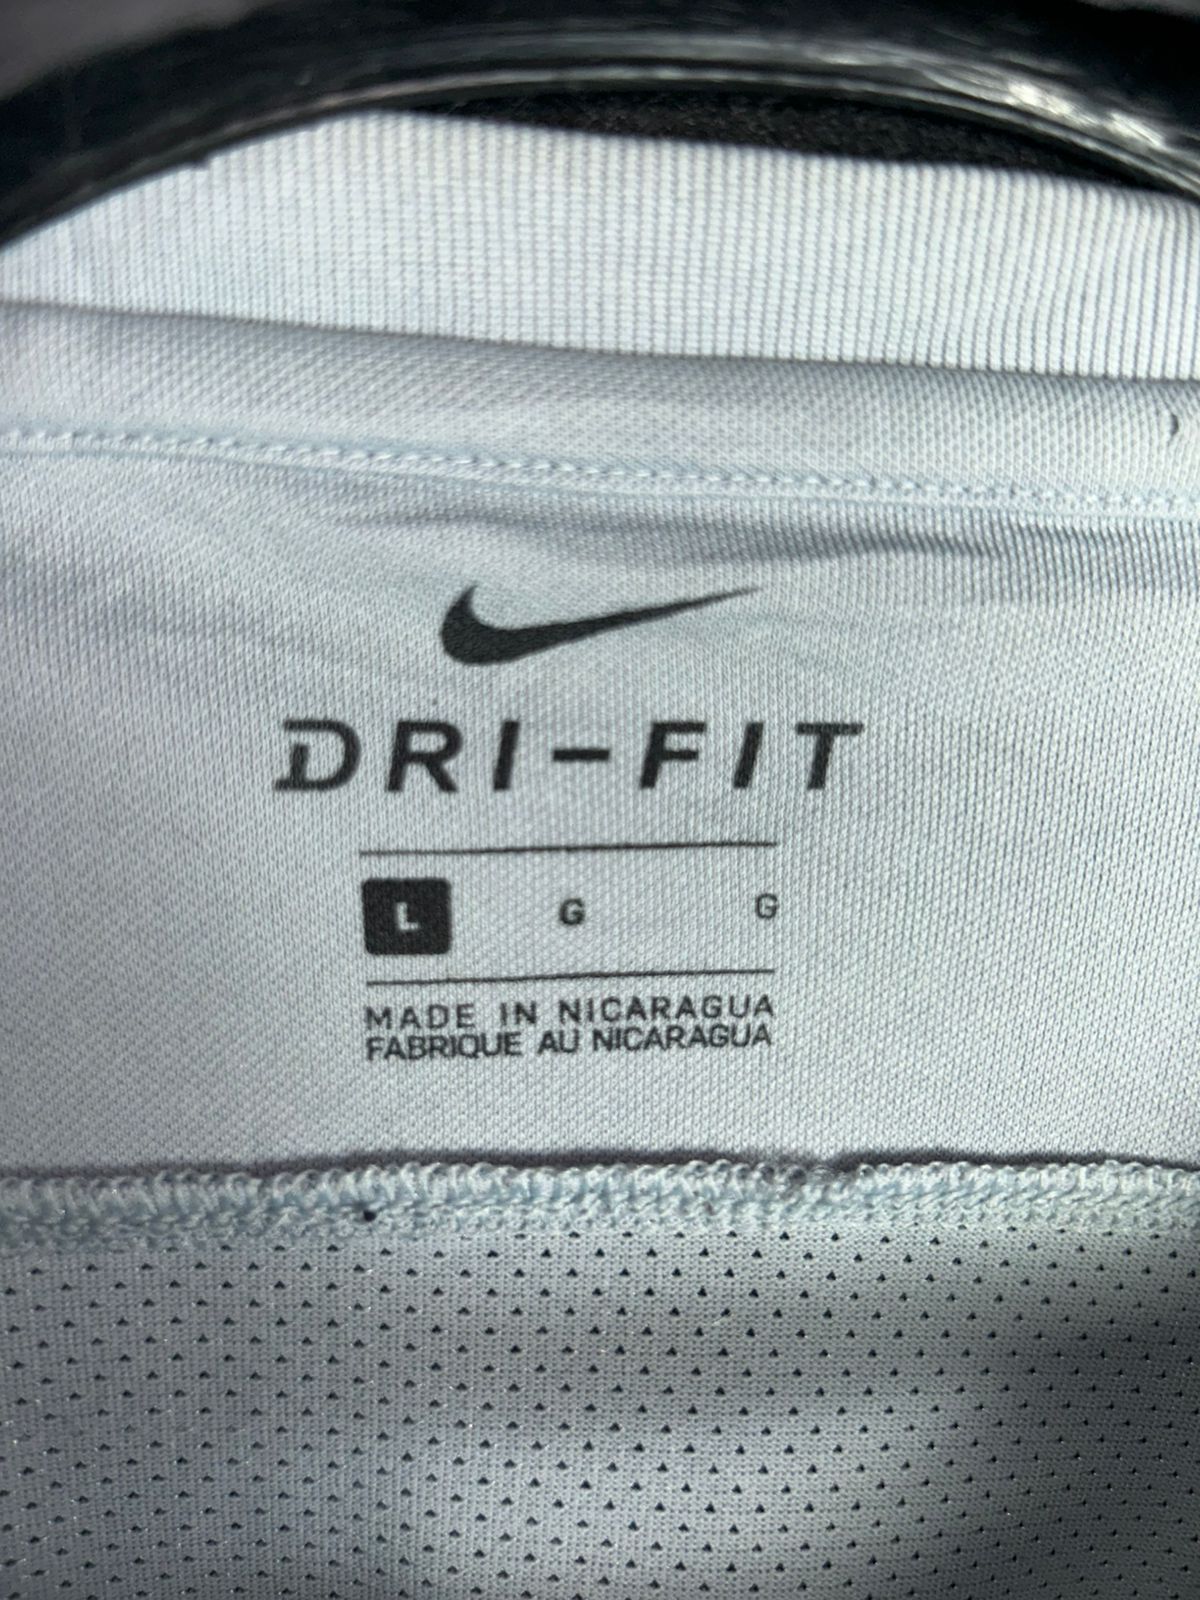 DRI-FIT
L G G
MADE IN NICARAGUA
FABRIQUE AU NICARAGUA